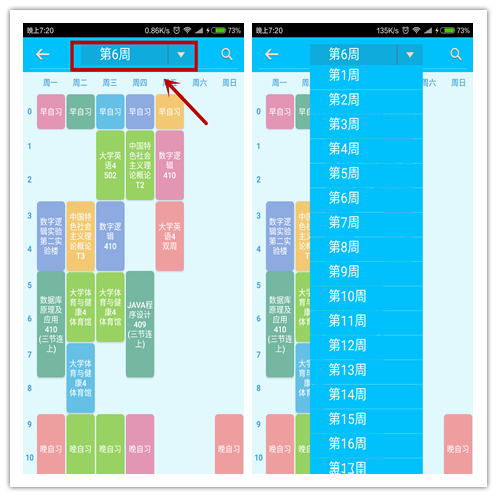 晚上7:20
0.86K/s
73%
第6周
周一 周二 周三 周四 周五 周六 周日
0
早自习
早自习
早自习
早自习
早自习
1
2
大学英
语4
502
中国特
色社会
主义理
论概论
T2
数字逻
辑
410
3
4
数字逻
辑实验
第二实
验楼
中国特
色社会
主义理
论概论
T3
数字逻
辑
410
大学英
语4
双周
5
6
7
8
数据库
原理及
应用
410
(三节连
上)
大学体
育与健
康4
体育馆
大学体
育与健
康4
体育馆
JAVA程
序设计
409
(三节连
上)
大学体
育与健
康4
体育馆
9
10
晚自习
晚自习
晚自习
晚自习
晚自习
晚上7:20
135K/s
73%
第6周
周一
周六 周日
第1周
第2周
第3周
第4周
第5周
第6周
第7周
第8周
第9周
第10周
第11周
第12周
第13周
第14周
第15周
第16周
第17周
0
早自习
1
2
3
4
数字逻
辑实验
第二实
验楼
5
6
7
8
数据库
原理及
应用
410
(三节连
上)
9
10
晚自习
晚自习